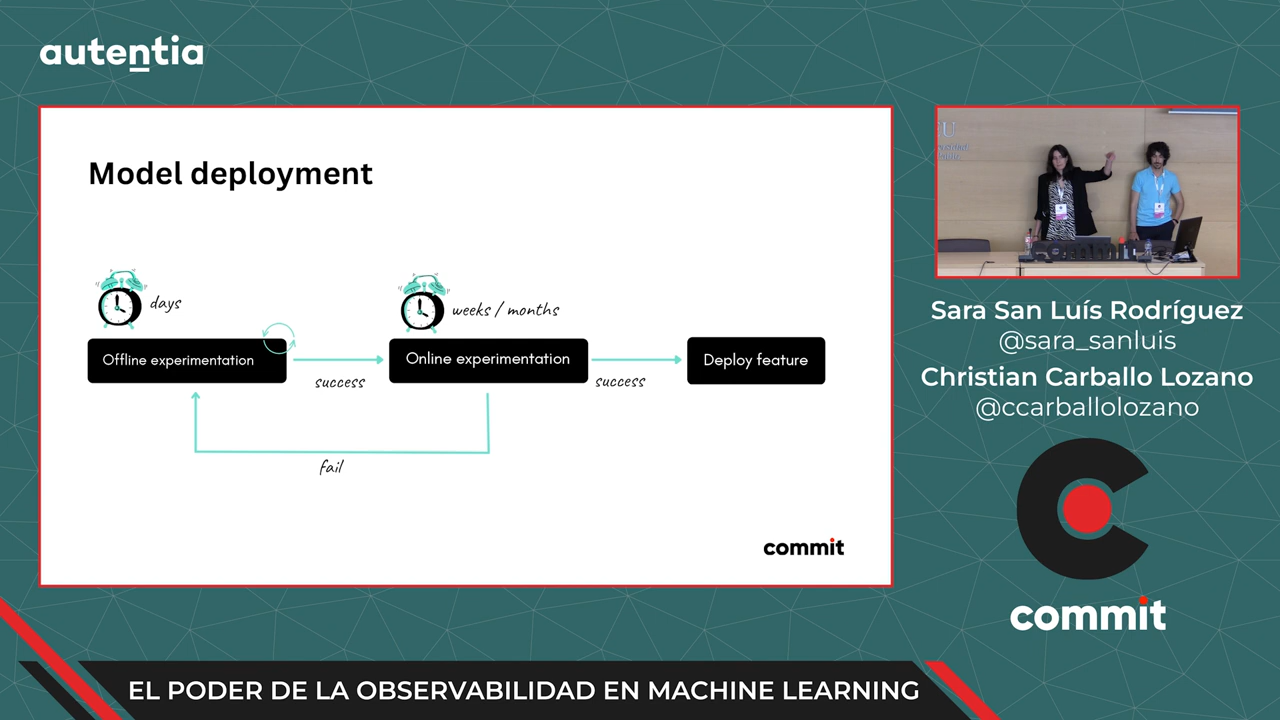 autentia
Model deployment
days
weeks / months
Offline experimentation
Online experimentation
Deploy feature
success
success
fail
commit
Sara San Luís Rodríguez
@sara_sanluis
Christian Carballo Lozano
@ccarballolozano
commit
EL PODER DE LA OBSERVABILIDAD EN MACHINE LEARNING